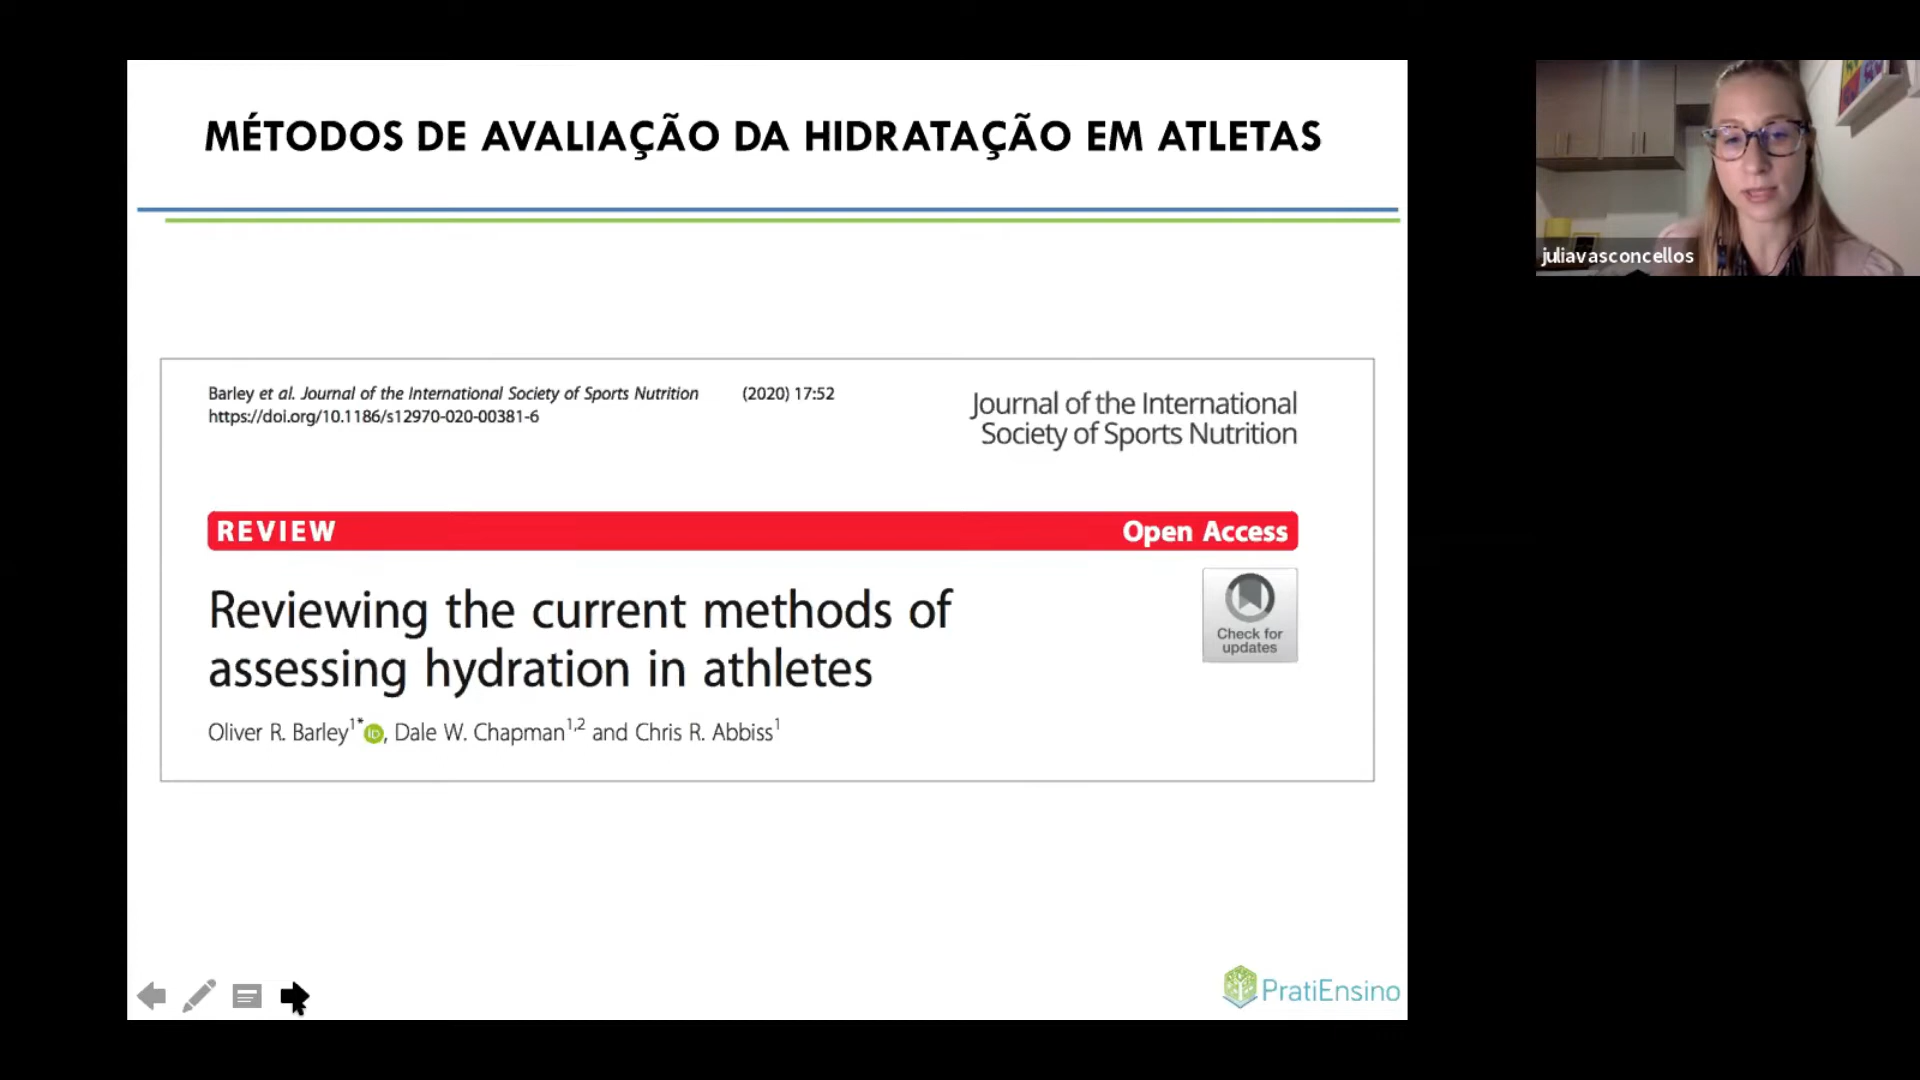 MÉTODOS DE AVALIAÇÃO DA HIDRATAÇÃO EM ATLETAS
juliavasconcellos
Barley et al. Journal of the International Society of Sports Nutrition (2020) 17:52
https://doi.org/10.1186/s12970-020-00381-6
Journal of the International
Society of Sports Nutrition
REVIEW Open Access
Reviewing the current methods of
assessing hydration in athletes
Check for
updates
Oliver R. Barley1* iD, Dale W. Chapman1,2 and Chris R. Abbiss1
PratiEnsino